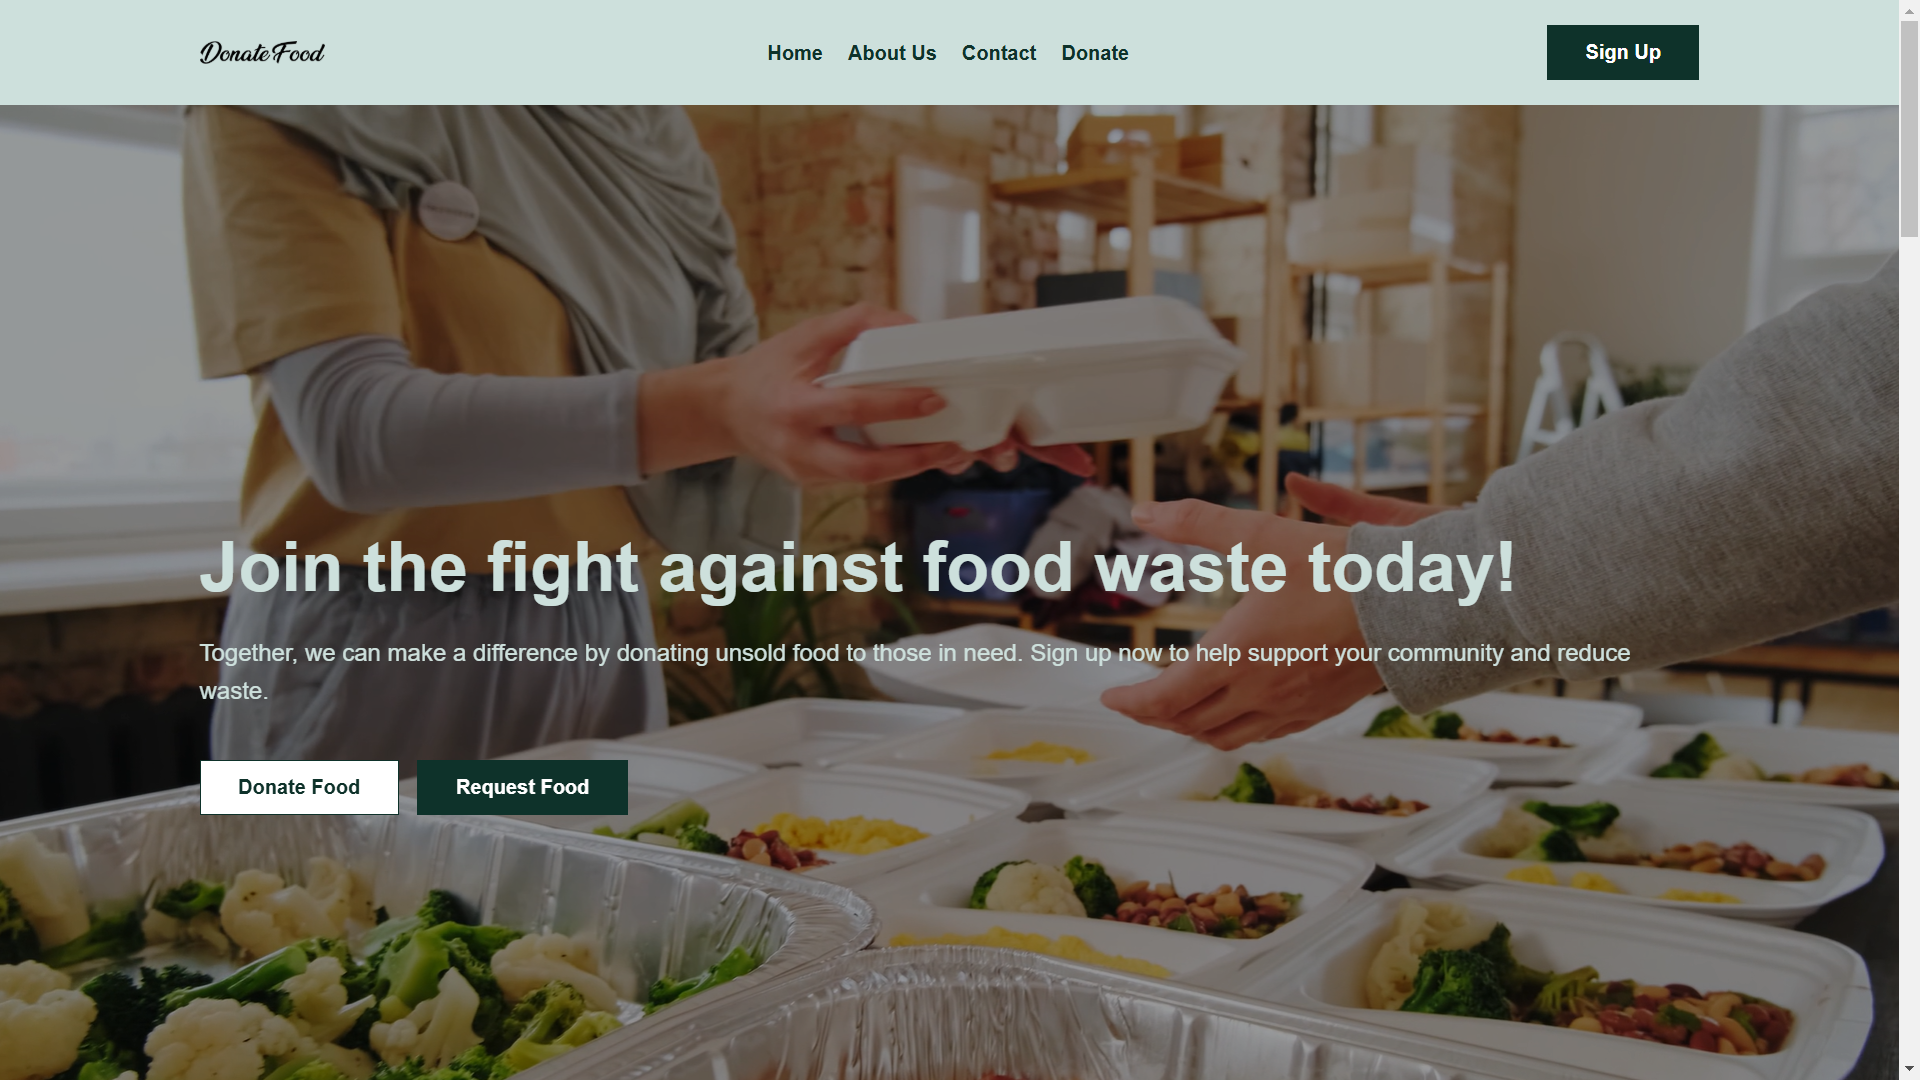 Donate Food
Home
About Us
Contact
Donate
Sign Up
Join the fight against food waste today!
Together, we can make a difference by donating unsold food to those in need. Sign up now to help support your community and reduce
waste.
Donate Food
Request Food